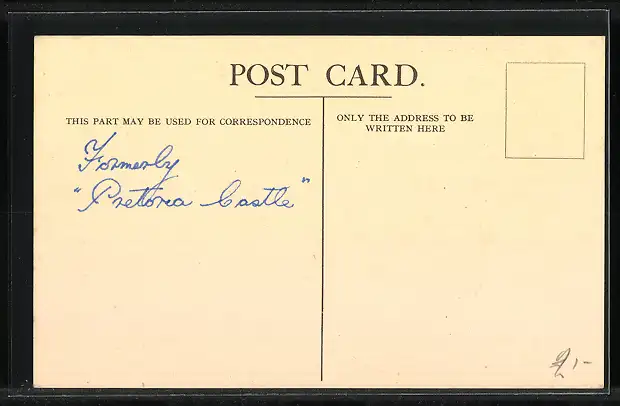 POST CARD.
THIS PART MAY BE USED FOR CORRESPONDENCE
ONLY THE ADDRESS TO BE
WRITTEN HERE
Formerly
"Pretoria Castle"